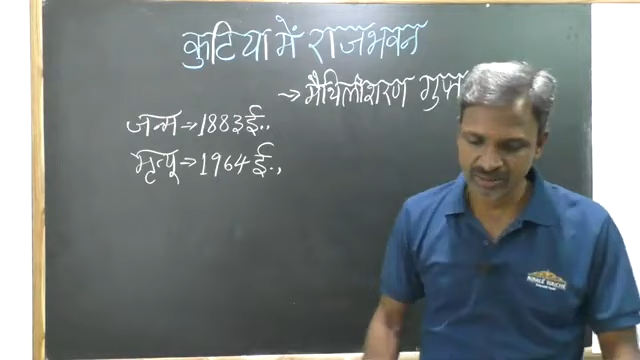 कुटिया में राजभवन
→ मैथिलीशरण गुप्त
जन्म → 1883 ई.,
मृत्यू → 1964 ई.,